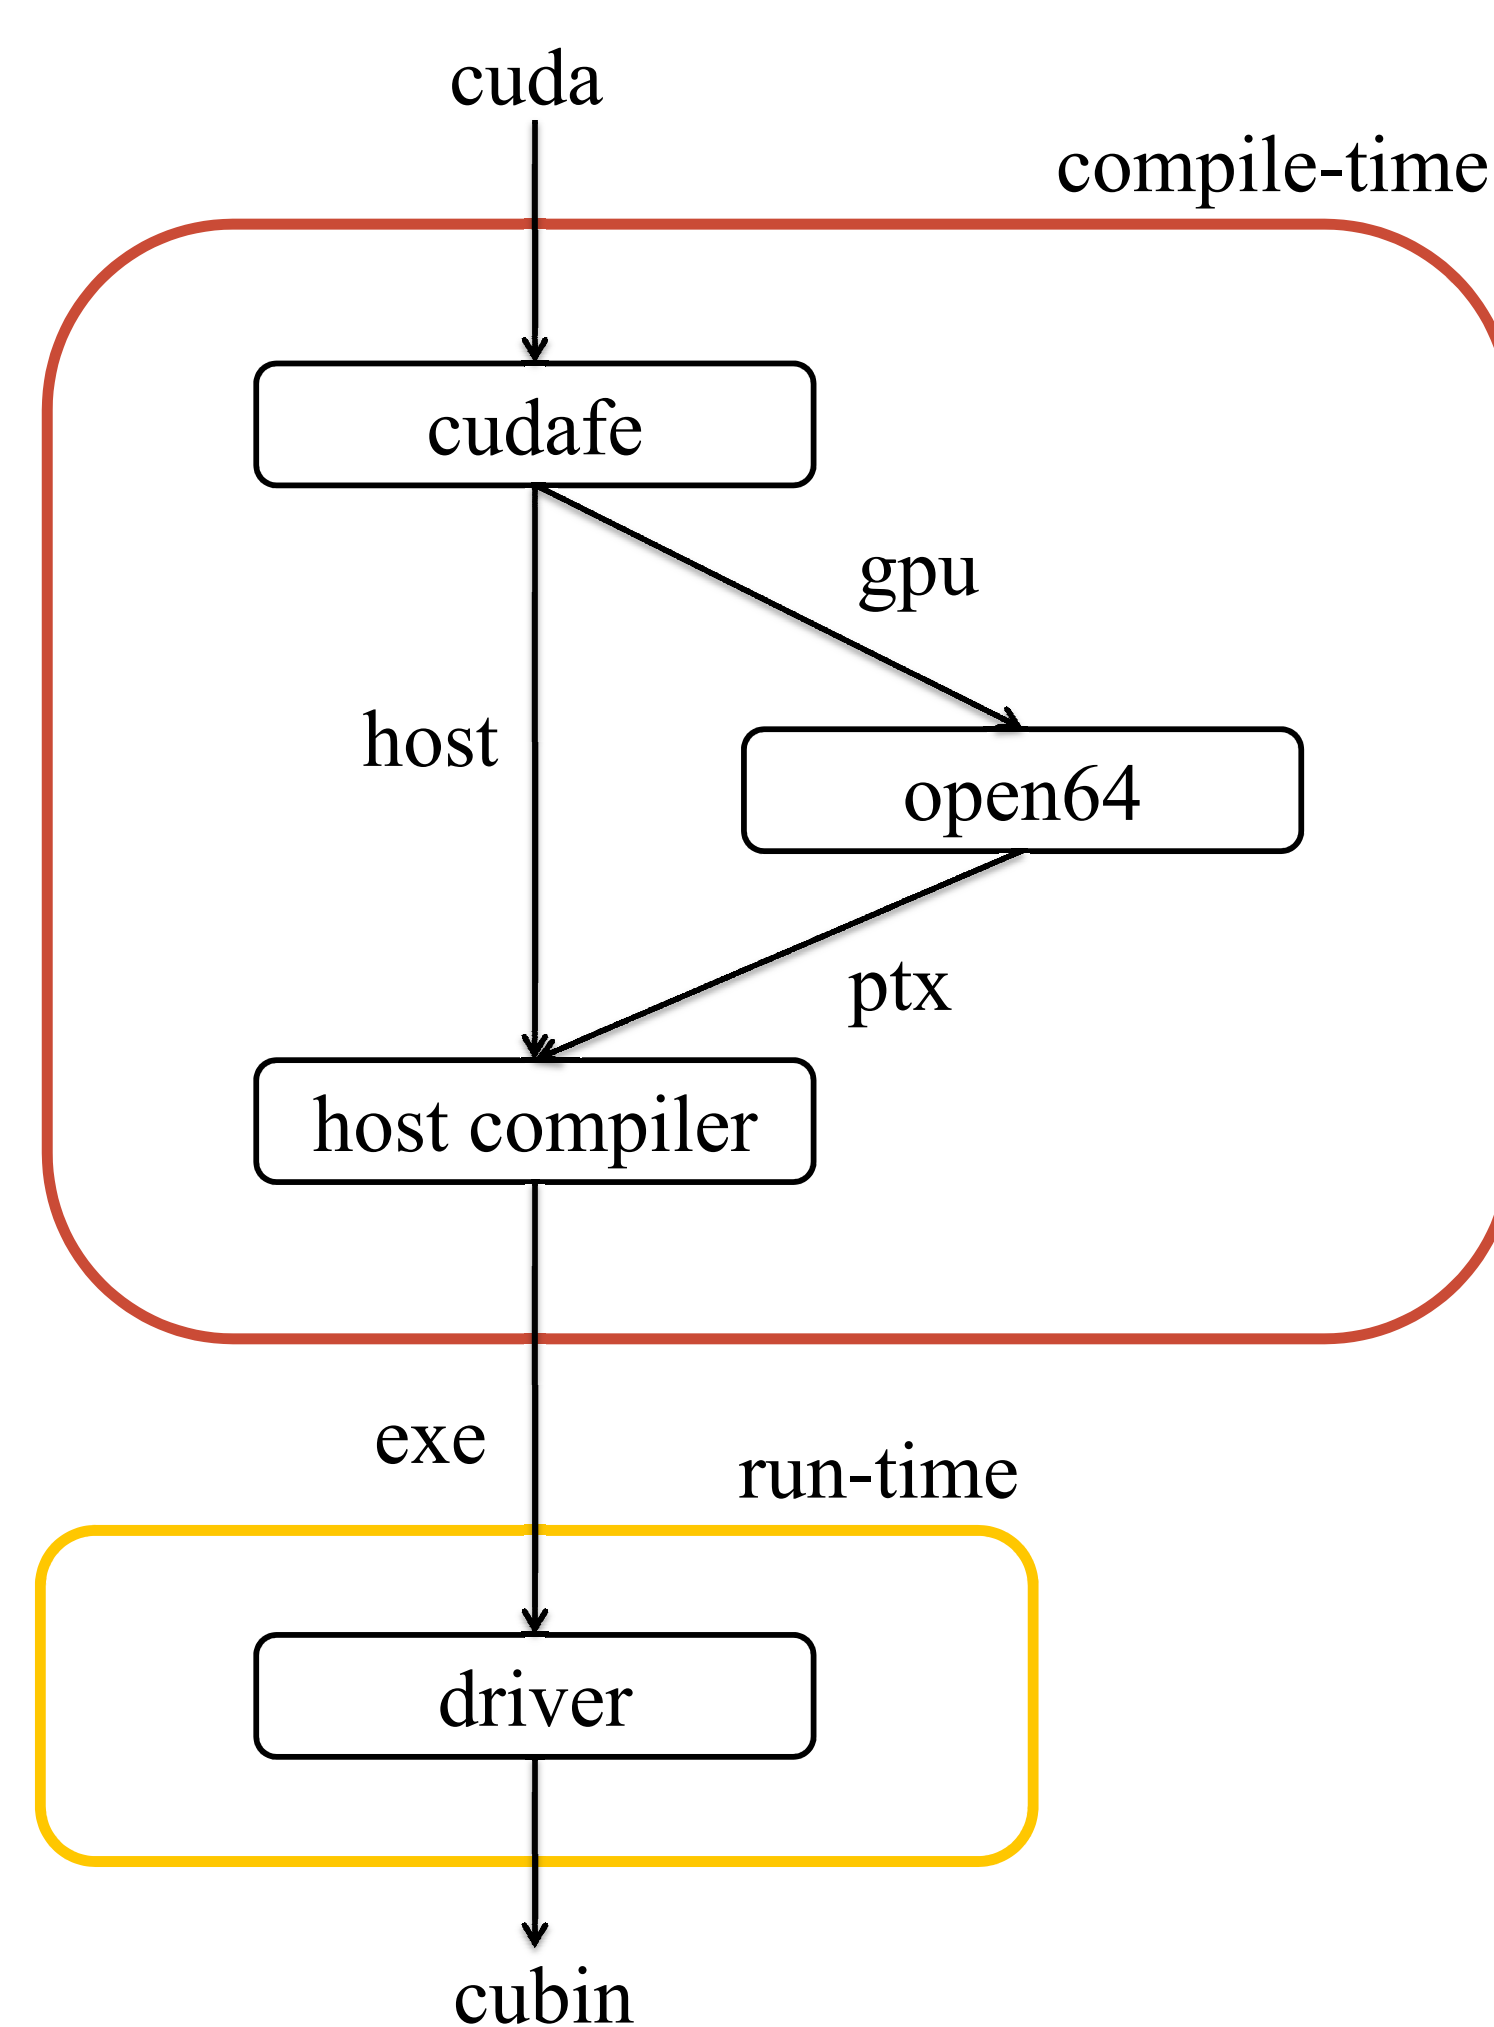 cuda
compile-time
cudafe
gpu
host
open64
ptx
host compiler
exe
run-time
driver
cubin